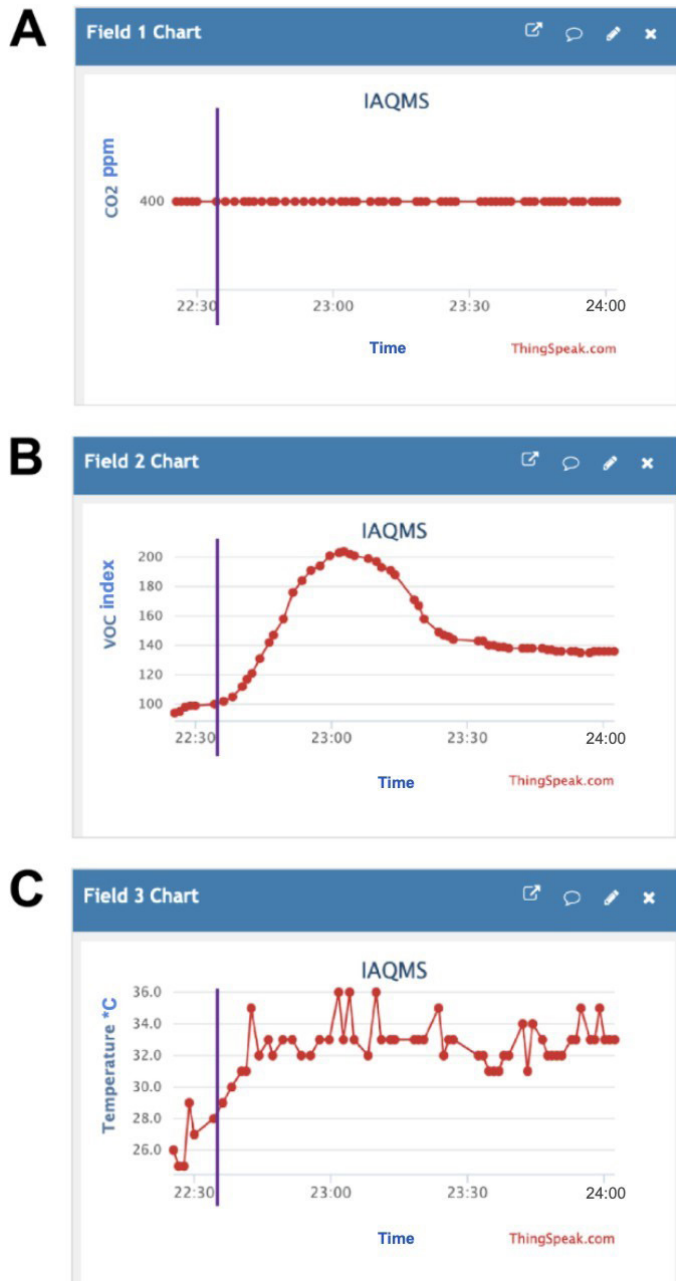 A
Field 1 Chart
IAQMS
CO2 ppm
400
22:30
23:00
23:30
24:00
Time
ThingSpeak.com
B
Field 2 Chart
IAQMS
VOC index
200
180
160
140
120
100
22:30
23:00
23:30
24:00
Time
ThingSpeak.com
C
Field 3 Chart
IAQMS
Temperature *C
36.0
34.0
32.0
30.0
28.0
26.0
22:30
23:00
23:30
24:00
Time
ThingSpeak.com